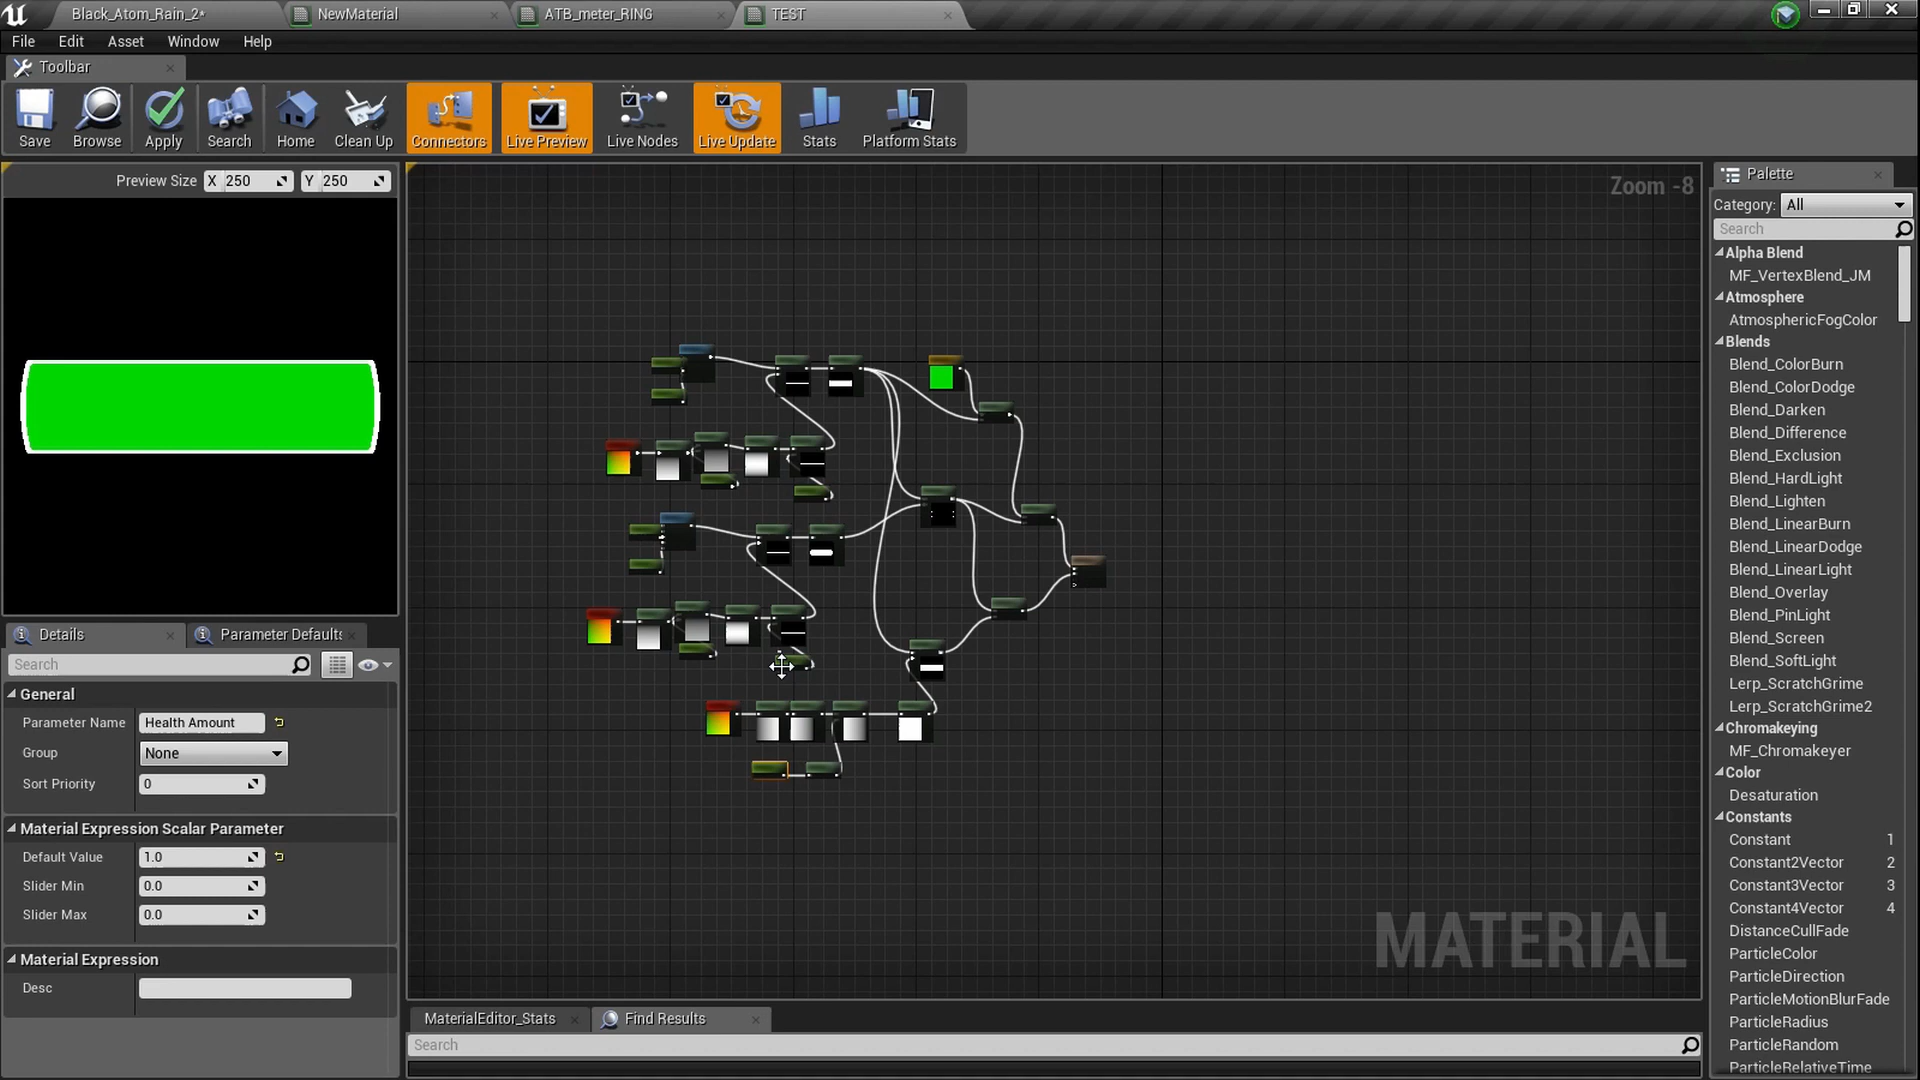 Black_Atom_Rain_2*
NewMaterial
ATB_meter_RING
TEST
File
Edit
Asset
Window
Help
Toolbar
Save
Browse
Apply
Search
Home
Clean Up
Connectors
Live Preview
Live Nodes
Live Update
Stats
Platform Stats
Preview Size X 250 Y 250
Zoom -8
MATERIAL
Details
Parameter Defaults
Search
General
Parameter Name Health Amount
Group None
Sort Priority 0
Material Expression Scalar Parameter
Default Value 1.0
Slider Min 0.0
Slider Max 0.0
Material Expression
Desc
MaterialEditor_Stats
Find Results
Search
Palette
Category: All
Search
Alpha Blend
MF_VertexBlend_JM
Atmosphere
AtmosphericFogColor
Blends
Blend_ColorBurn
Blend_ColorDodge
Blend_Darken
Blend_Difference
Blend_Exclusion
Blend_HardLight
Blend_Lighten
Blend_LinearBurn
Blend_LinearDodge
Blend_LinearLight
Blend_Overlay
Blend_PinLight
Blend_Screen
Blend_SoftLight
Lerp_ScratchGrime
Lerp_ScratchGrime2
Chromakeying
MF_Chromakeyer
Color
Desaturation
Constants
Constant 1
Constant2Vector 2
Constant3Vector 3
Constant4Vector 4
DistanceCullFade
ParticleColor
ParticleDirection
ParticleMotionBlurFade
ParticleRadius
ParticleRandom
ParticleRelativeTime